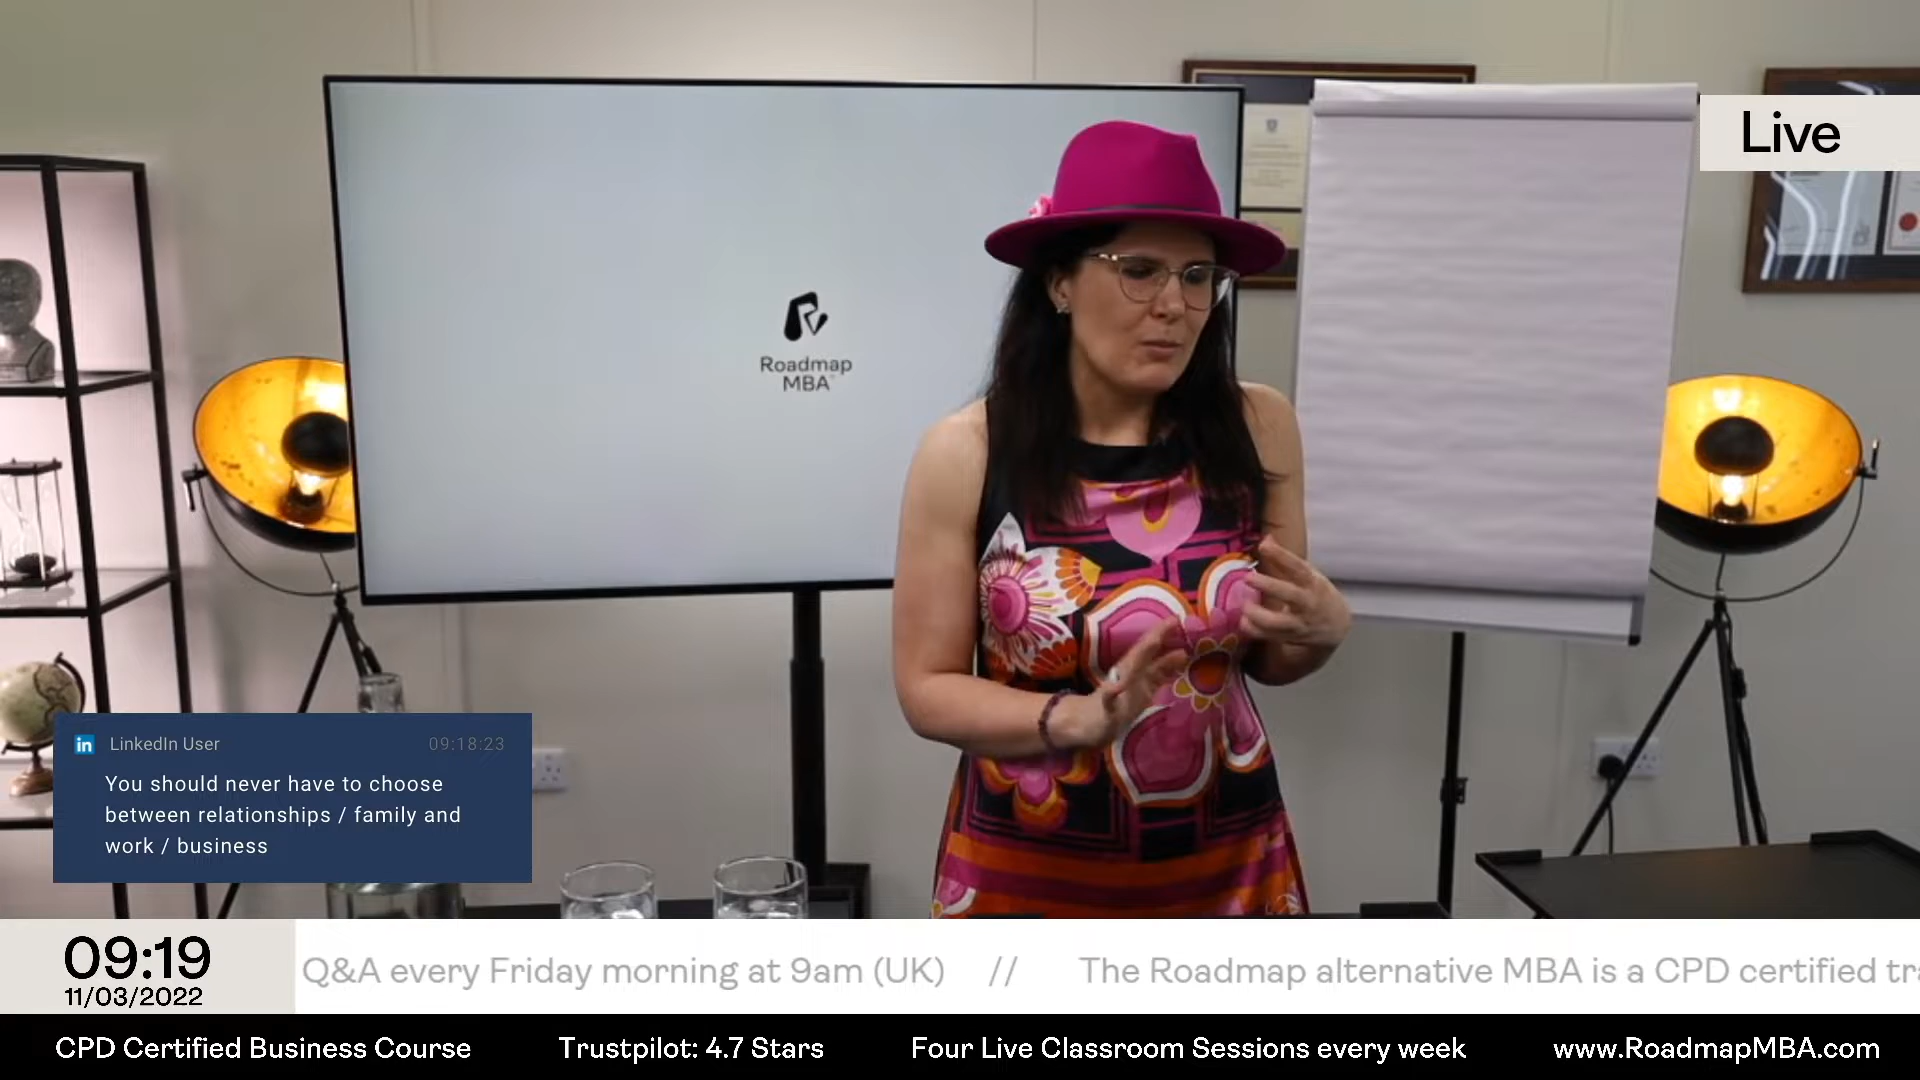 Live
Roadmap
MBA
LinkedIn User 09:18:23
You should never have to choose
between relationships / family and
work / business
09:19
11/03/2022
Q&A every Friday morning at 9am (UK) // The Roadmap alternative MBA is a CPD certified tra
CPD Certified Business Course Trustpilot: 4.7 Stars Four Live Classroom Sessions every week www.RoadmapMBA.com